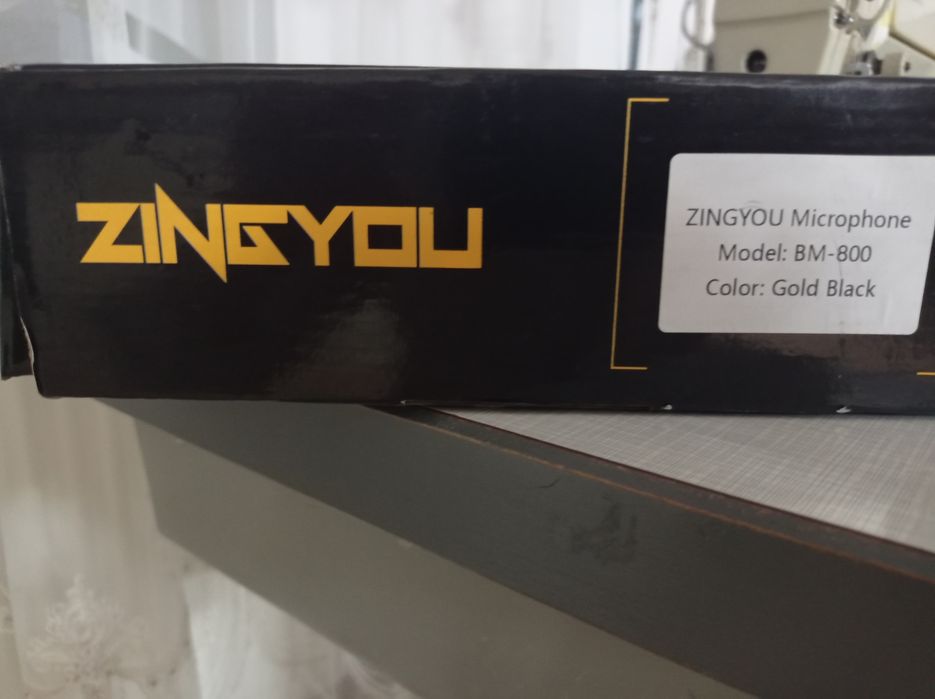 ZINGYOU
ZINGYOU Microphone
Model: BM-800
Color: Gold Black